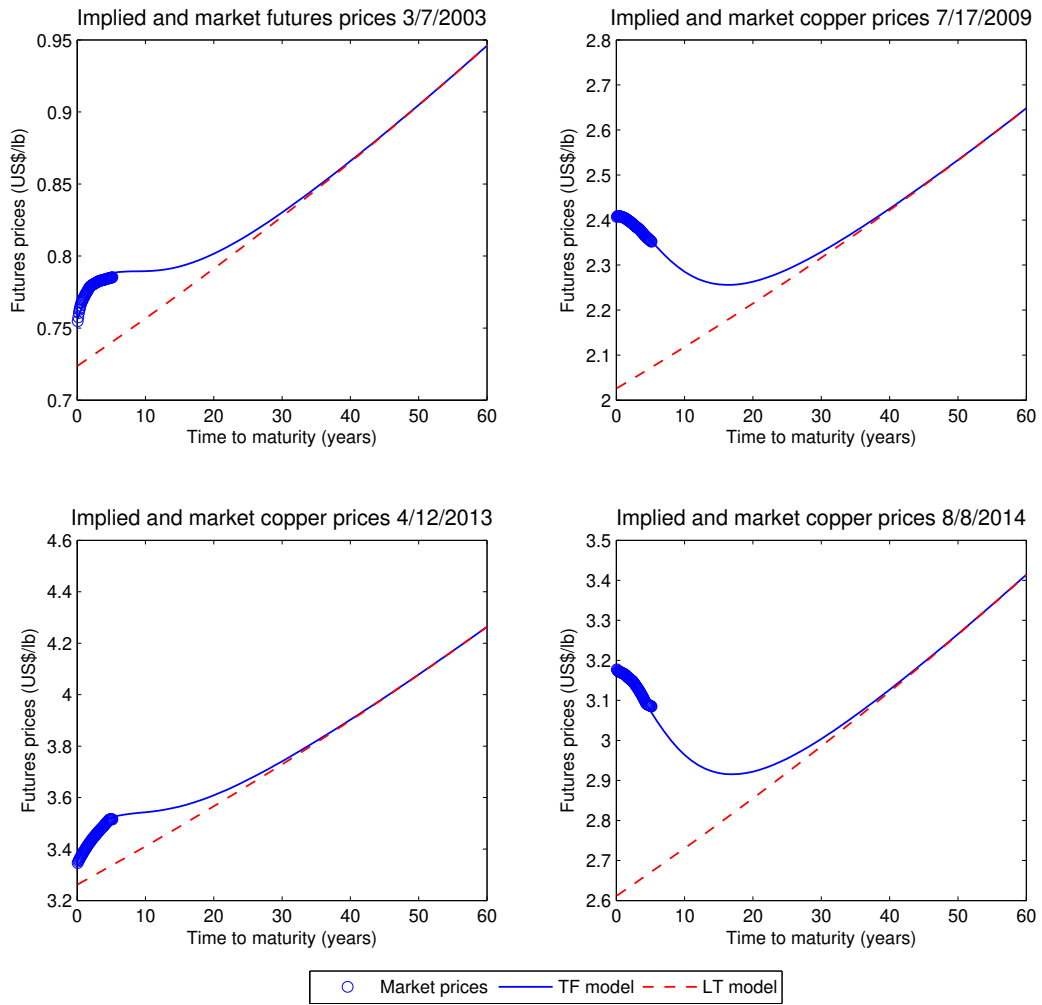 Implied and market futures prices 3/7/2003
Futures prices (US$/lb)
0.95
0.9
0.85
0.8
0.75
0.7
0 10 20 30 40 50 60
Time to maturity (years)
Implied and market copper prices 7/17/2009
Futures prices (US$/lb)
2.8
2.7
2.6
2.5
2.4
2.3
2.2
2.1
2
0 10 20 30 40 50 60
Time to maturity (years)
Implied and market copper prices 4/12/2013
Futures prices (US$/lb)
4.6
4.4
4.2
4
3.8
3.6
3.4
3.2
0 10 20 30 40 50 60
Time to maturity (years)
Implied and market copper prices 8/8/2014
Futures prices (US$/lb)
3.5
3.4
3.3
3.2
3.1
3
2.9
2.8
2.7
2.6
0 10 20 30 40 50 60
Time to maturity (years)
Market prices TF model LT model